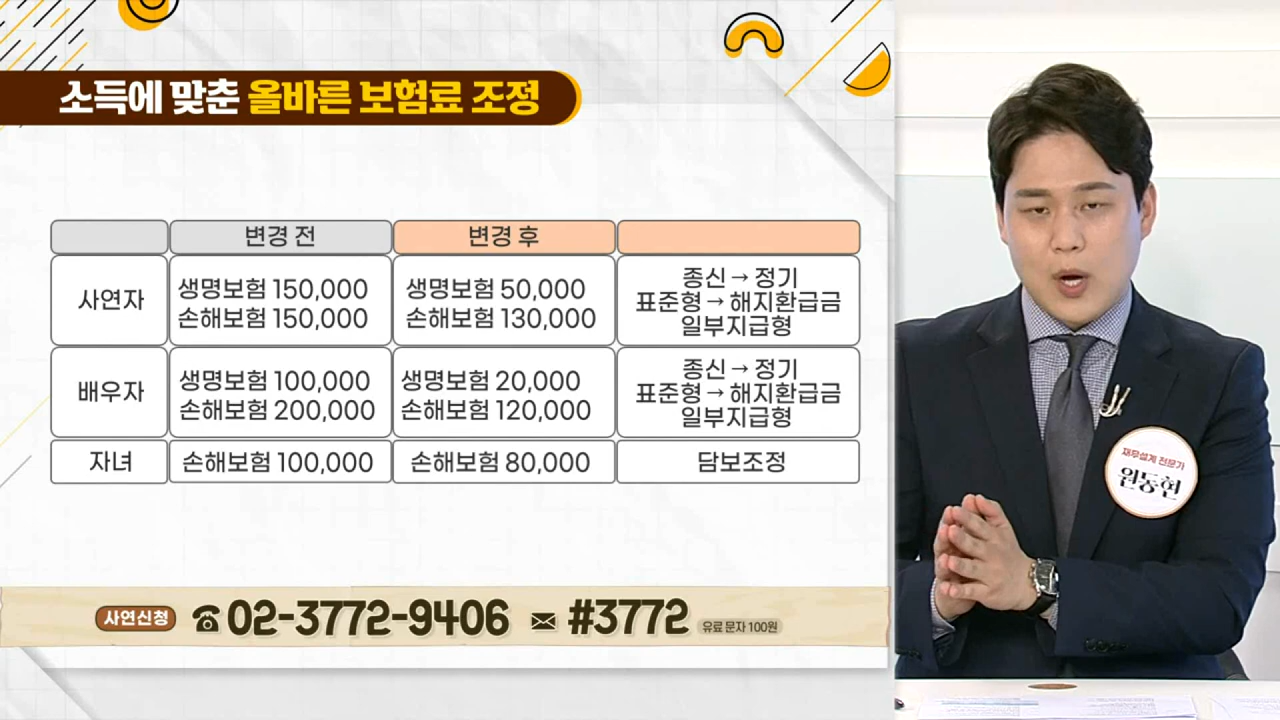 소득에 맞춘 올바른 보험료 조정
변경 전
변경 후
사연자
생명보험 150,000
손해보험 150,000
생명보험 50,000
손해보험 130,000
종신 → 정기
표준형 → 해지환급금
일부지급형
배우자
생명보험 100,000
손해보험 200,000
생명보험 20,000
손해보험 120,000
종신 → 정기
표준형 → 해지환급금
일부지급형
자녀
손해보험 100,000
손해보험 80,000
담보조정
사연신청 02-3772-9406 #3772 유료 문자 100원
재무설계 전문가
원동현